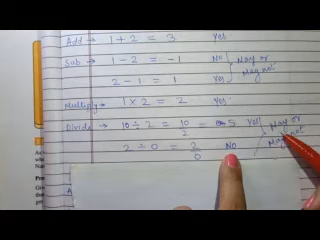 Add → 1 + 2 = 3 Yes
Sub → 1 - 2 = -1 No May or
2 - 1 = 1 Yes May not
Multiply → 1 × 2 = 2 Yes
Divide → 10 ÷ 2 = 10/2 = 5 Yes May or
2 ÷ 0 = 2/0 No May not